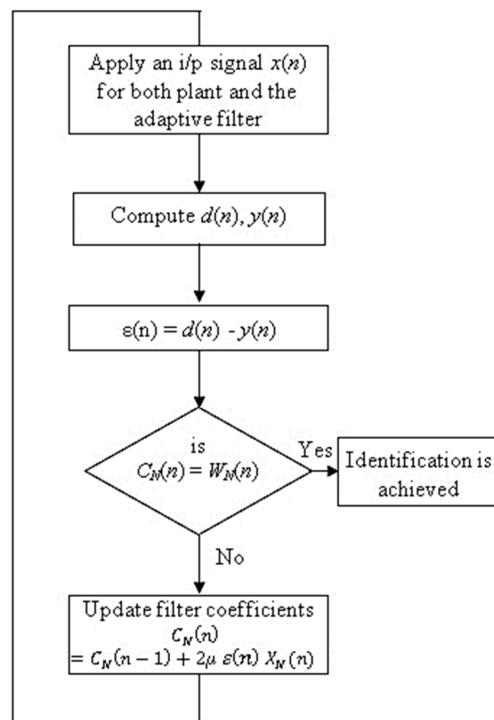 Apply an i/p signal x(n)
for both plant and the
adaptive filter
Compute d(n), y(n)
ε(n) = d(n) - y(n)
is
C_N(n) = W_N(n)
Yes
Identification is
achieved
No
Update filter coefficients
C_N(n)
= C_N(n − 1) + 2μ ε(n) X_N(n)